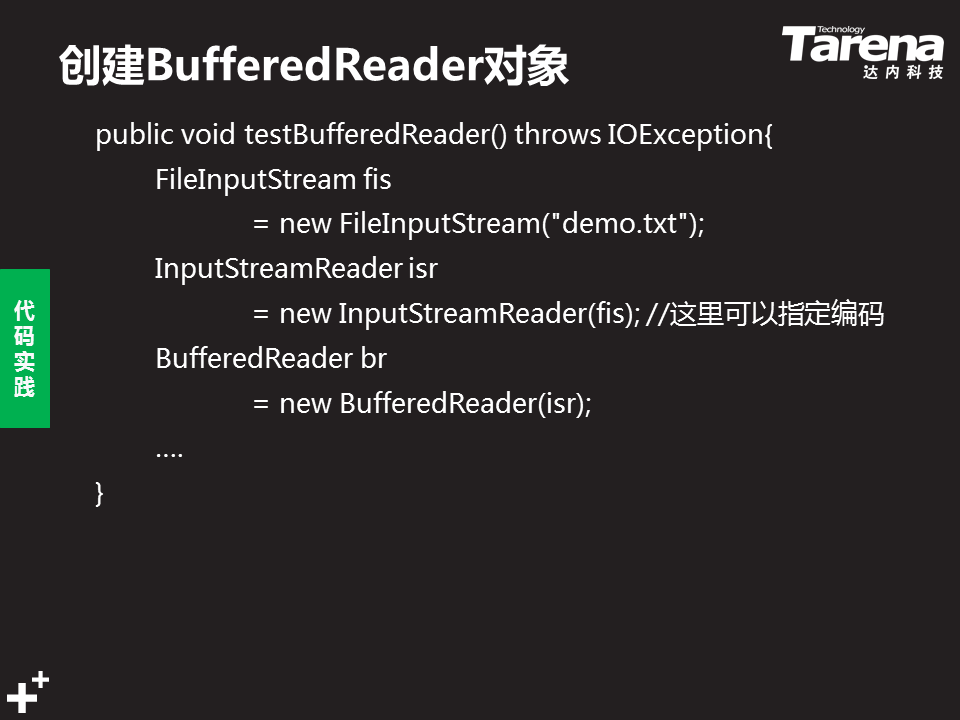 创建BufferedReader对象
Technology
Tarena
达内科技
public void testBufferedReader() throws IOException{
FileInputStream fis
= new FileInputStream("demo.txt");
InputStreamReader isr
= new InputStreamReader(fis); //这里可以指定编码
BufferedReader br
= new BufferedReader(isr);
....
}
代
码
实
践